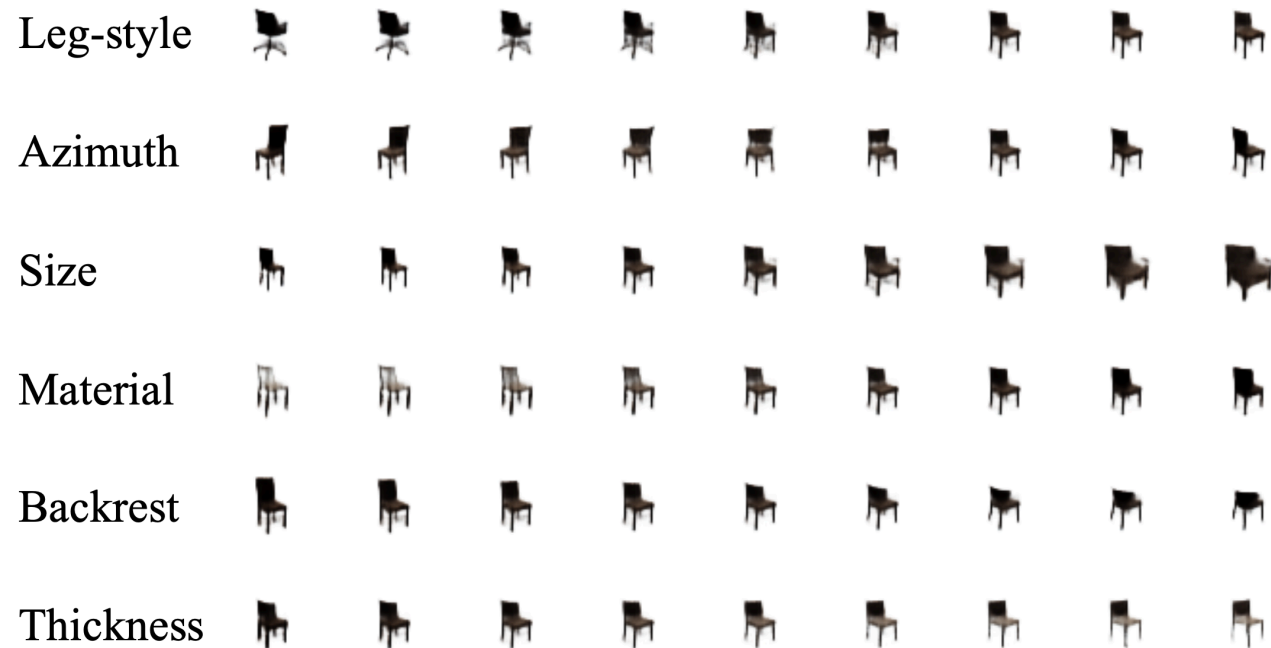 Leg-style
Azimuth
Size
Material
Backrest
Thickness